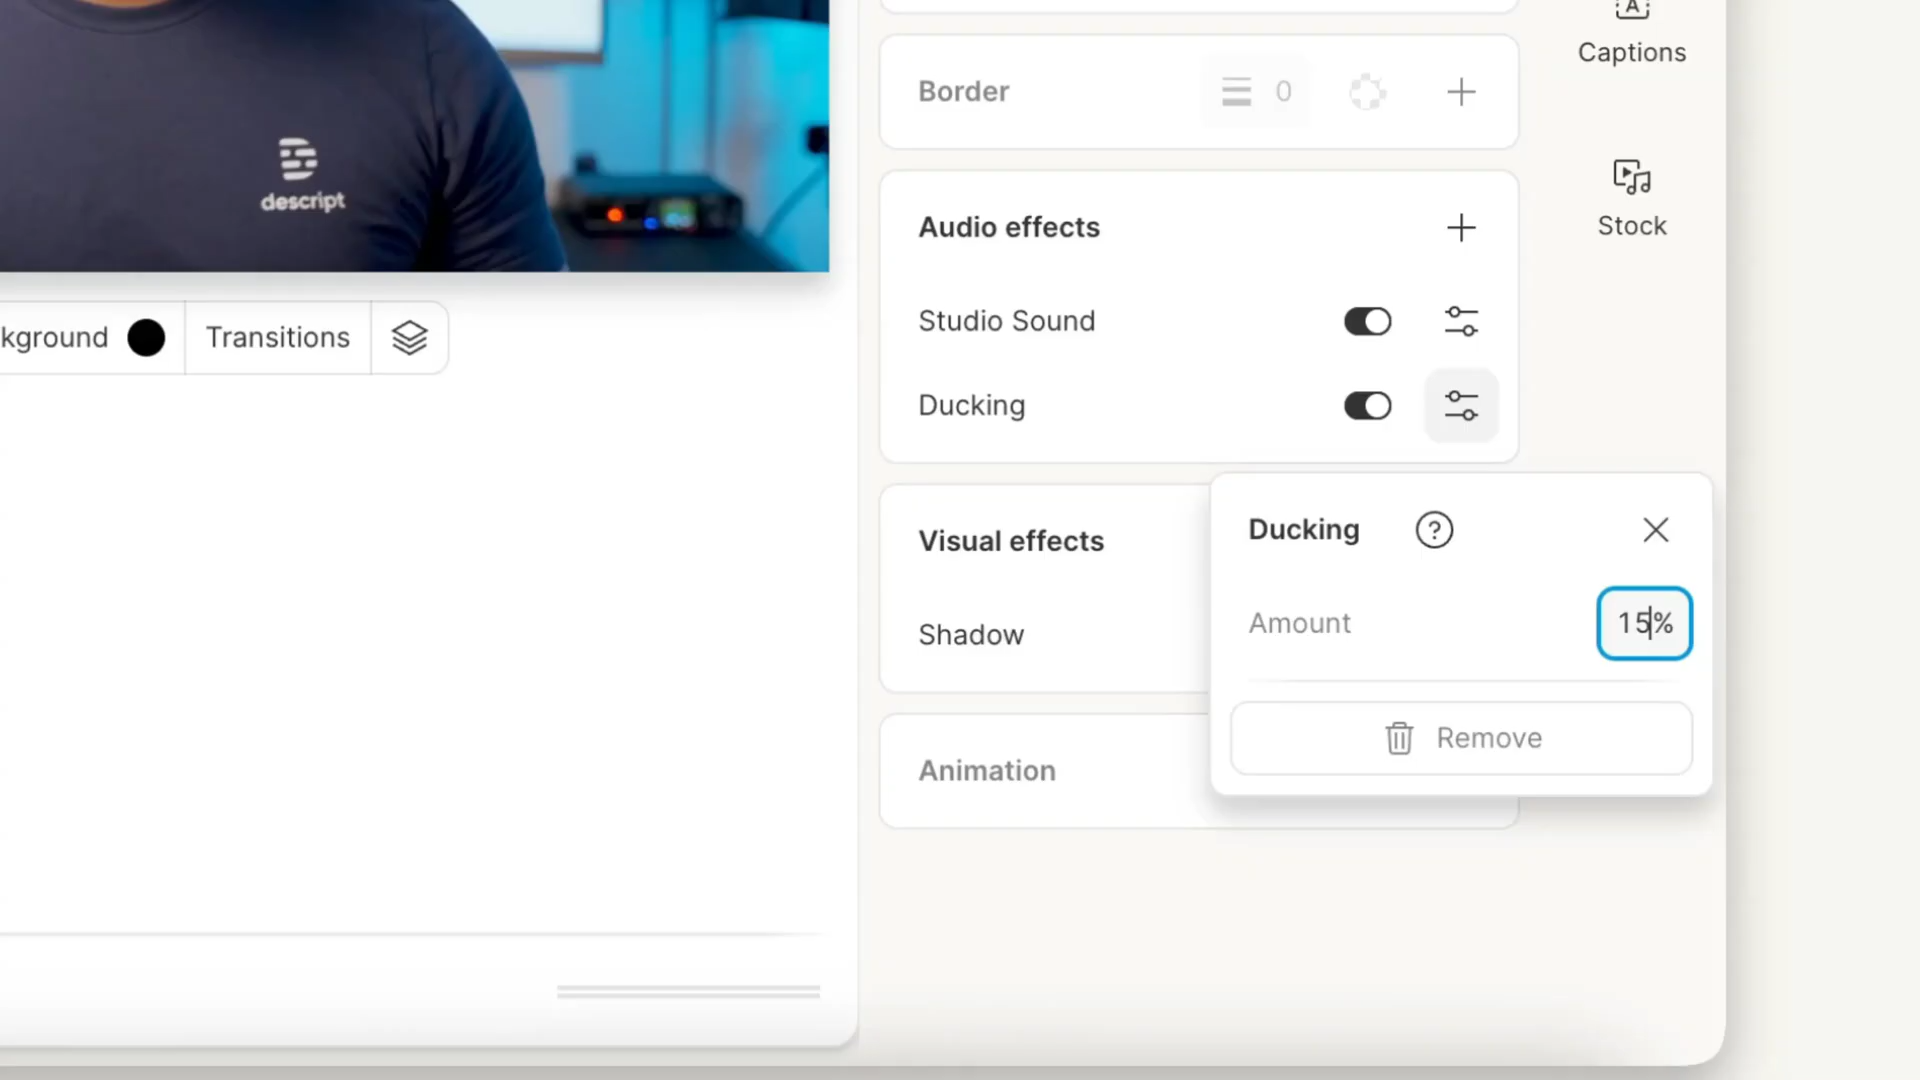 descript
kground
Transitions
Border
0
Audio effects
Studio Sound
Ducking
Visual effects
Shadow
Animation
Ducking
?
Amount
15%
Remove
A
Captions
Stock